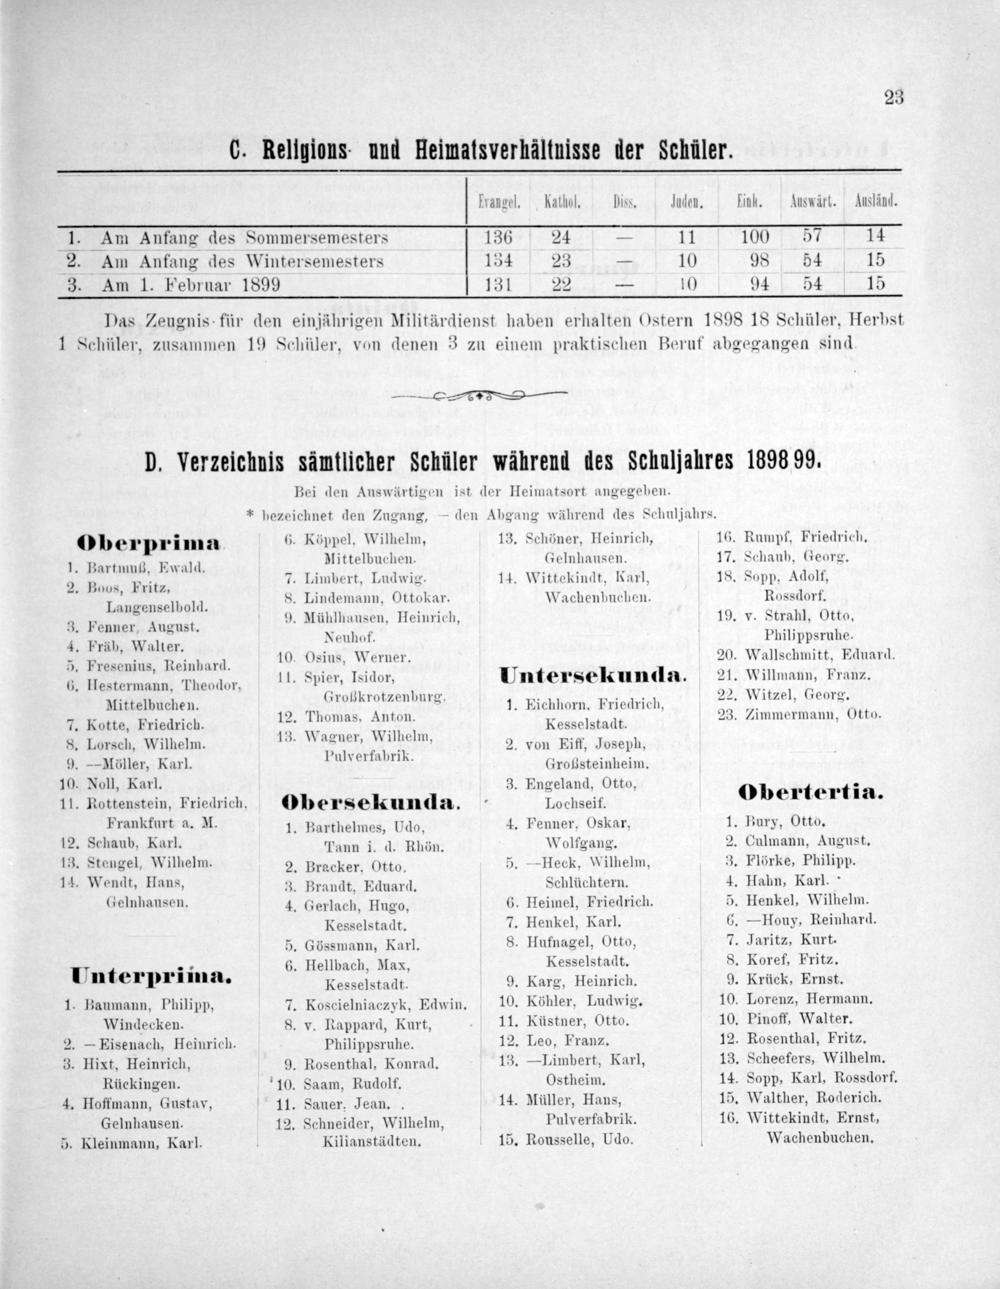 23
C. Religions- und Heimatsverhältnisse der Schüler.
Evangel. Kathol. Diss. Juden. Einh. Auswärt. Ausländ.
1. Am Anfang des Sommersemesters 136 24 — 11 100 57 14
2. Am Anfang des Wintersemesters 134 23 — 10 98 54 15
3. Am 1. Februar 1899 131 22 — 10 94 54 15
Das Zeugnis für den einjährigen Militärdienst haben erhalten Ostern 1898 18 Schüler, Herbst
1 Schüler, zusammen 19 Schüler, von denen 3 zu einem praktischen Beruf abgegangen sind
D. Verzeichnis sämtlicher Schüler während des Schuljahres 1898 99.
Bei den Auswärtigen ist der Heimatsort angegeben.
* bezeichnet den Zugang, — den Abgang während des Schuljahrs.
Oberprima
1. Bartmuß, Ewald.
2. Boos, Fritz,
Langenselbold.
3. Fenner, August.
4. Fräb, Walter.
5. Fresenius, Reinhard.
6. Hestermann, Theodor,
Mittelbuchen.
7. Kotte, Friedrich.
8. Lorsch, Wilhelm.
9. —Möller, Karl.
10. Noll, Karl.
11. Rottenstein, Friedrich,
Frankfurt a. M.
12. Schaub, Karl.
13. Stengel, Wilhelm.
14. Wendt, Hans,
Gelnhausen.
Unterprima.
1. Baumann, Philipp,
Windecken.
2. —Eisenach, Heinrich.
3. Hixt, Heinrich,
Rückingen.
4. Hoffmann, Gustav,
Gelnhausen.
5. Kleinmann, Karl.
6. Köppel, Wilhelm,
Mittelbuchen.
7. Limbert, Ludwig.
8. Lindemann, Ottokar.
9. Mühlhausen, Heinrich,
Neuhof.
10. Osius, Werner.
11. Spier, Isidor,
Großkrotzenburg.
12. Thomas, Anton.
13. Wagner, Wilhelm,
Pulverfabrik.
Obersekunda.
1. Barthelmes, Udo,
Tann i. d. Rhön.
2. Bracker, Otto.
3. Brandt, Eduard.
4. Gerlach, Hugo,
Kesselstadt.
5. Gössmann, Karl.
6. Hellbach, Max,
Kesselstadt.
7. Koscielniaczyk, Edwin.
8. v. Rappard, Kurt,
Philippsruhe.
9. Rosenthal, Konrad.
10. Saam, Rudolf.
11. Sauer, Jean.
12. Schneider, Wilhelm,
Kilianstädten.
13. Schöner, Heinrich,
Gelnhausen.
14. Wittekindt, Karl,
Wachenbuchen.
Untersekunda.
1. Eichhorn, Friedrich,
Kesselstadt.
2. von Eiff, Joseph,
Großsteinheim.
3. Engeland, Otto,
Lochseif.
4. Fenner, Oskar,
Wolfgang.
5. —Heck, Wilhelm,
Schlüchtern.
6. Heimel, Friedrich.
7. Henkel, Karl.
8. Hufnagel, Otto,
Kesselstadt.
9. Karg, Heinrich.
10. Köhler, Ludwig.
11. Küstner, Otto.
12. Leo, Franz.
13. —Limbert, Karl,
Ostheim.
14. Müller, Hans,
Pulverfabrik.
15. Rousselle, Udo.
16. Rumpf, Friedrich.
17. Schaub, Georg.
18. Sopp, Adolf,
Rossdorf.
19. v. Strahl, Otto,
Philippsruhe.
20. Wallschmitt, Eduard.
21. Willmann, Franz.
22. Witzel, Georg.
23. Zimmermann, Otto.
Obertertia.
1. Bury, Otto.
2. Culmann, August.
3. Flörke, Philipp.
4. Hahn, Karl.
5. Henkel, Wilhelm.
6. —Houy, Reinhard.
7. Jaritz, Kurt.
8. Koref, Fritz.
9. Krück, Ernst.
10. Lorenz, Hermann.
10. Pinoff, Walter.
12. Rosenthal, Fritz.
13. Scheefers, Wilhelm.
14. Sopp, Karl, Rossdorf.
15. Walther, Roderich.
16. Wittekindt, Ernst,
Wachenbuchen.